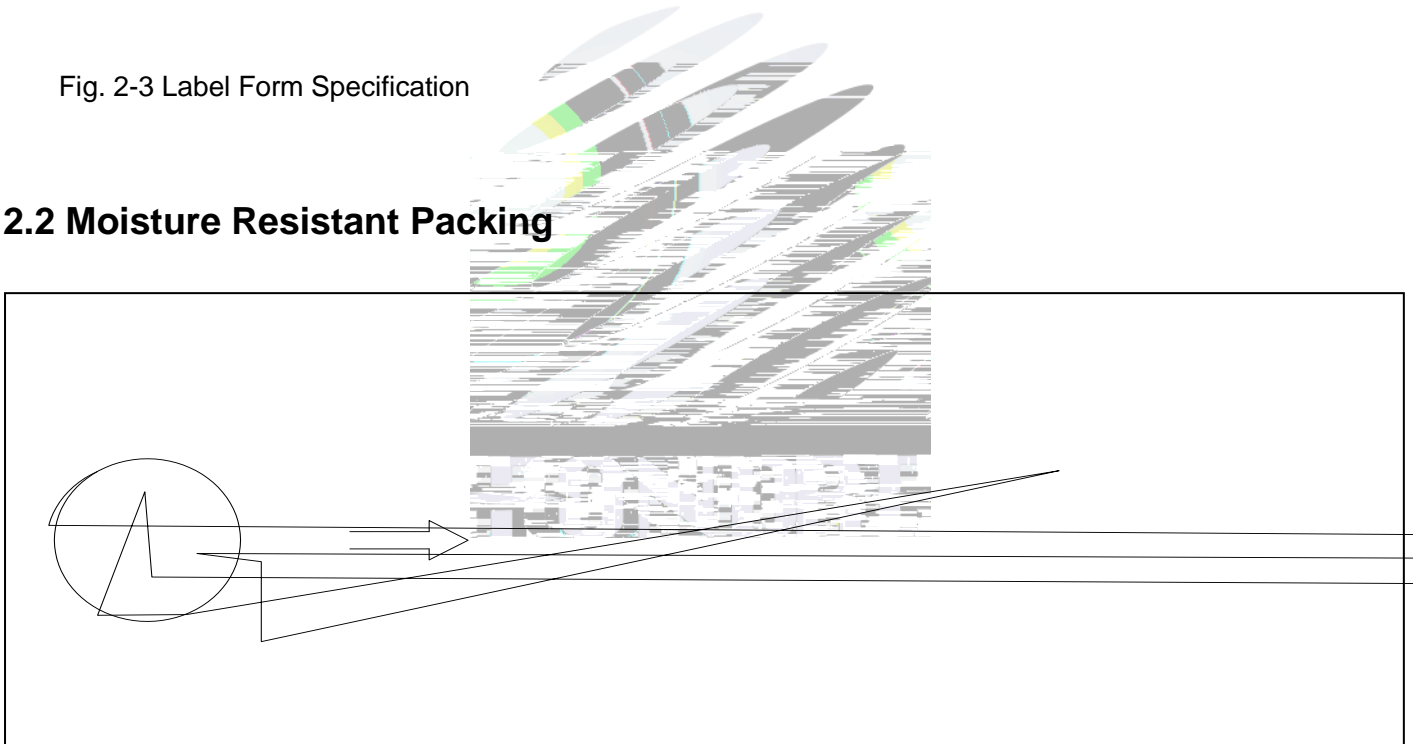 Fig. 2-3 Label Form Specification
2.2 Moisture Resistant Packing